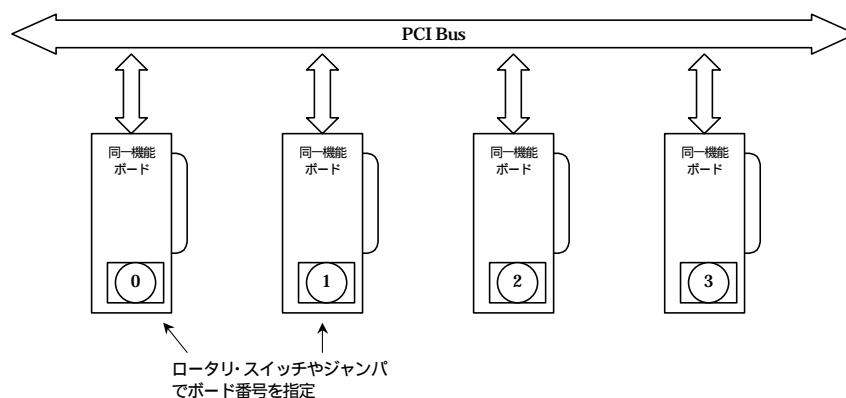 PCI Bus
同一機能
ボード
同一機能
ボード
同一機能
ボード
同一機能
ボード
0
1
2
3
ロータリ・スイッチやジャンパ
でボード番号を指定